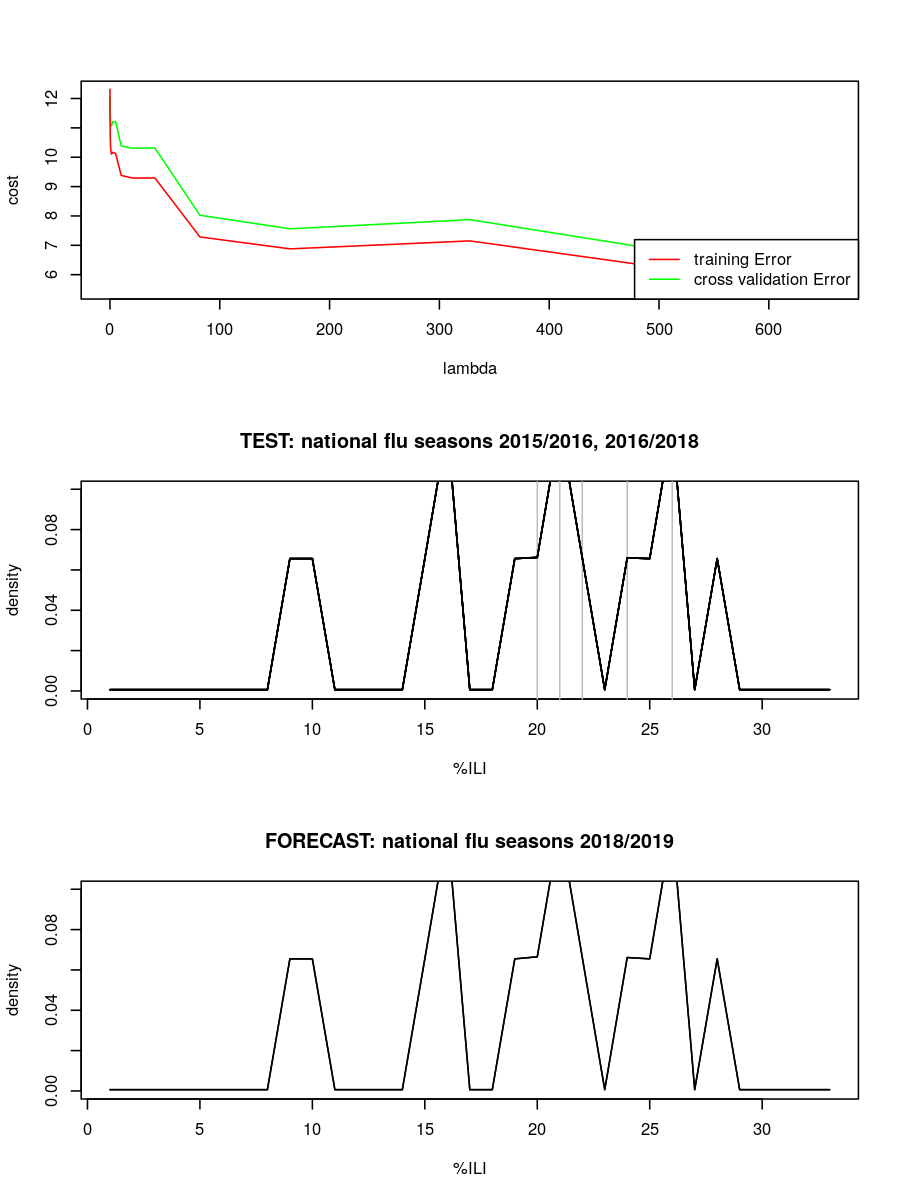 cost
6
7
8
9
10
12
training Error
cross validation Error
0 100 200 300 400 500 600
lambda
TEST: national flu seasons 2015/2016, 2016/2018
density
0.00
0.04
0.08
0 5 10 15 20 25 30
%ILI
FORECAST: national flu seasons 2018/2019
density
0.00
0.04
0.08
0 5 10 15 20 25 30
%ILI